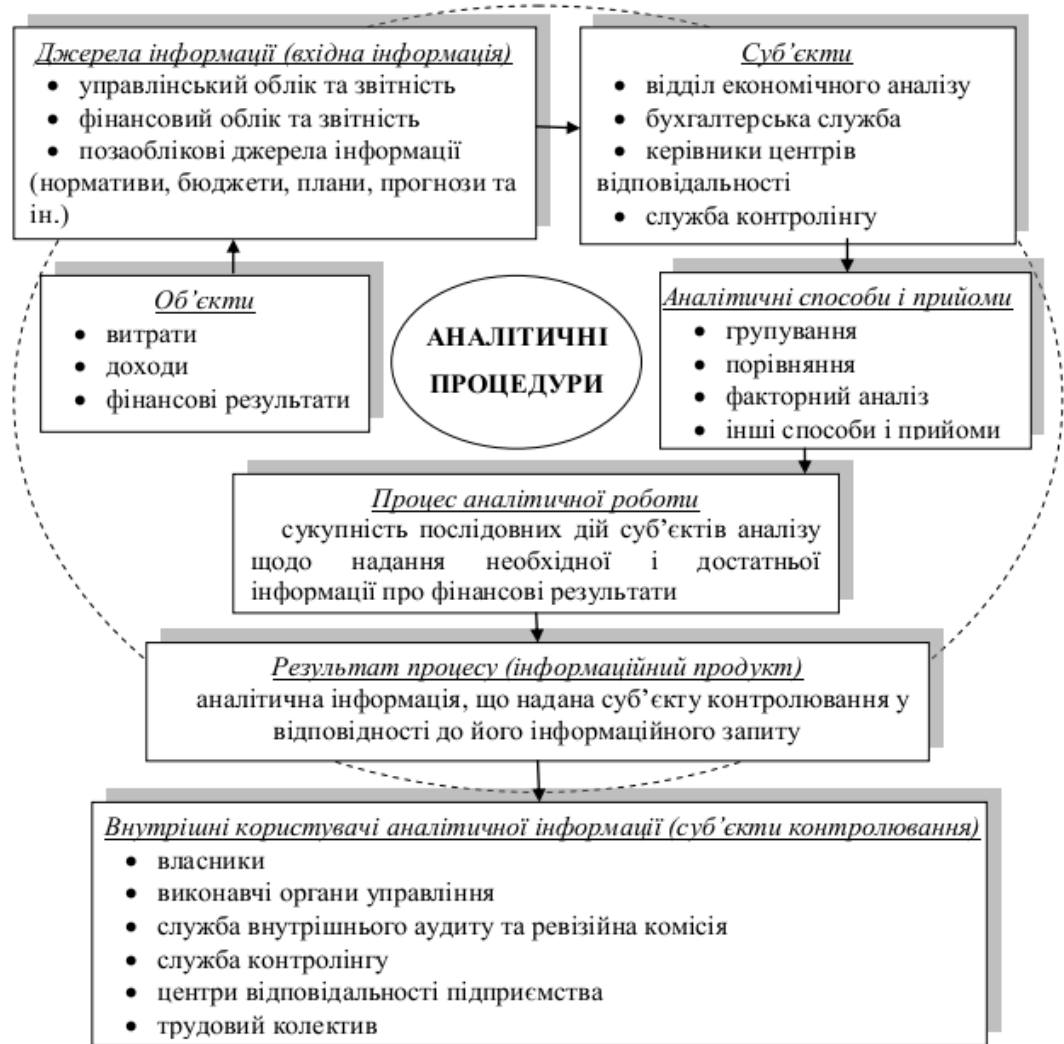 Джерела інформації (вхідна інформація)
• управлінський облік та звітність
• фінансовий облік та звітність
• позаоблікові джерела інформації
(нормативи, бюджети, плани, прогнози та
ін.)
Суб’єкти
• відділ економічного аналізу
• бухгалтерська служба
• керівники центрів
відповідальності
• служба контролінгу
Об’єкти
• витрати
• доходи
• фінансові результати
АНАЛІТИЧНІ
ПРОЦЕДУРИ
Аналітичні способи і прийоми
• групування
• порівняння
• факторний аналіз
• інші способи і прийоми
Процес аналітичної роботи
сукупність послідовних дій суб’єктів аналізу
щодо надання необхідної і достатньої
інформації про фінансові результати
Результат процесу (інформаційний продукт)
аналітична інформація, що надана суб’єкту контролювання у
відповідності до його інформаційного запиту
Внутрішні користувачі аналітичної інформації (суб’єкти контролювання)
• власники
• виконавчі органи управління
• служба внутрішнього аудиту та ревізійна комісія
• служба контролінгу
• центри відповідальності підприємства
• трудовий колектив